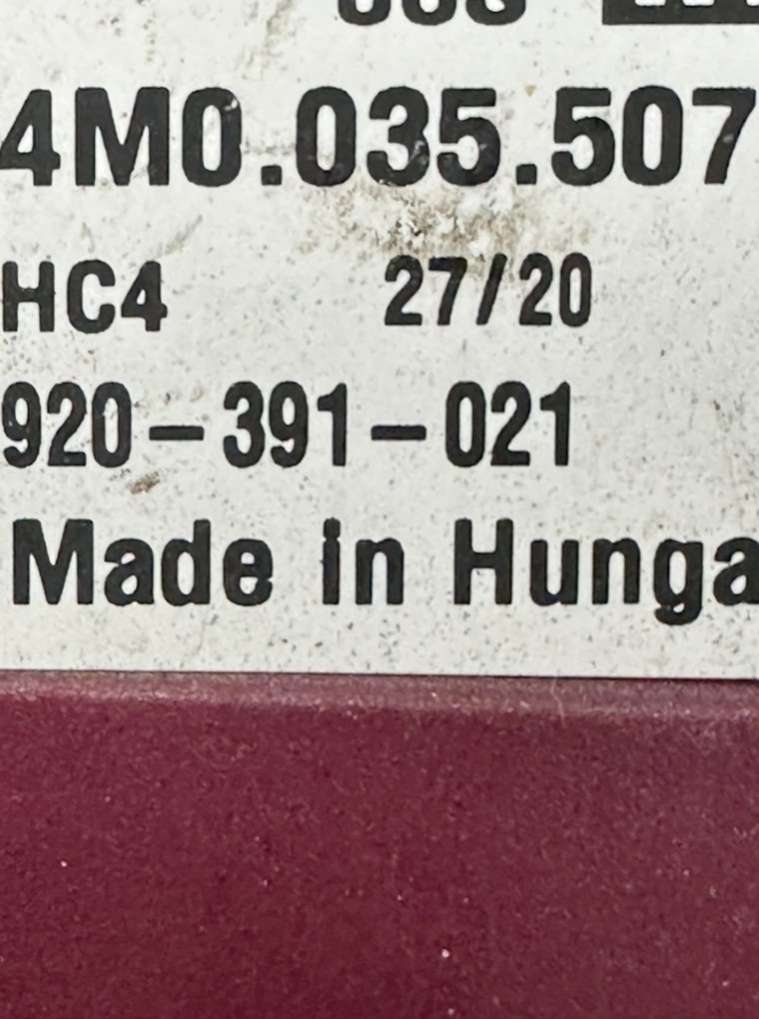 4M0.035.507
HC4 27/20
920-391-021
Made in Hunga